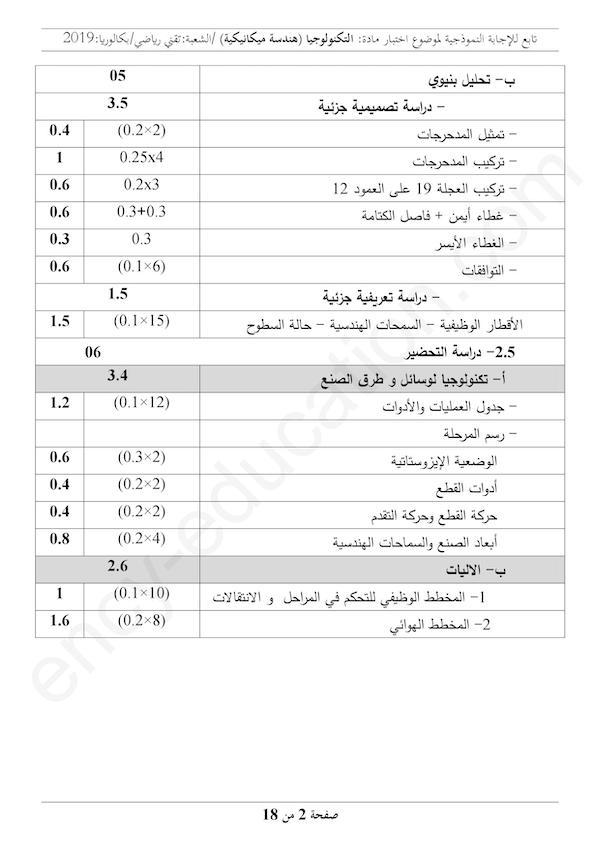 تابع للإجابة النموذجية لموضوع اختبار مادة: التكنولوجيا (هندسة ميكانيكية) /الشعبة:تقني رياضي/بكالوريا:2019
ب- تحليل بنيوي 05
- دراسة تصميمية جزئية 3.5
- تمثيل المدحرجات (0.2×2) 0.4
- تركيب المدحرجات 0.25x4 1
- تركيب العجلة 19 على العمود 12 0.2x3 0.6
- غطاء أيمن + فاصل الكتامة 0.3+0.3 0.6
- الغطاء الأيسر 0.3 0.3
- التوافقات (0.1×6) 0.6
- دراسة تعريفية جزئية 1.5
الأقطار الوظيفية - السمحات الهندسية - حالة السطوح (0.1×15) 1.5
2.5- دراسة التحضير 06
أ- تكنولوجيا لوسائل و طرق الصنع 3.4
- جدول العمليات والأدوات (0.1×12) 1.2
- رسم المرحلة
الوضعية الإيزوستاتية (0.3×2) 0.6
أدوات القطع (0.2×2) 0.4
حركة القطع وحركة التقدم (0.2×2) 0.4
أبعاد الصنع والسماحات الهندسية (0.2×4) 0.8
ب- الاليات 2.6
1- المخطط الوظيفي للتحكم في المراحل و الانتقالات (0.1×10) 1
2- المخطط الهوائي (0.2×8) 1.6
صفحة 2 من 18
ency-education.com